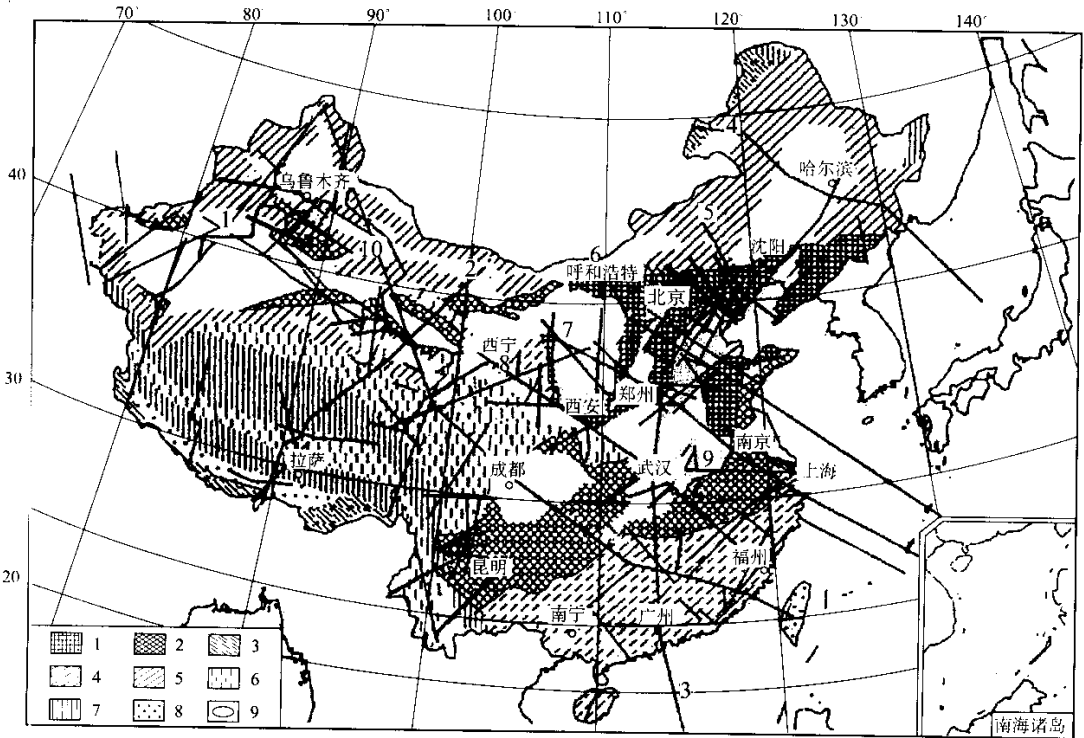 70°
80°
90°
100°
110°
120°
130°
140°
40
30
20
乌鲁木齐
哈尔滨
沈阳
呼和浩特
北京
西宁
西安
郑州
南京
上海
拉萨
成都
武汉
福州
昆明
南宁
广州
1
10
2
6
5
4
7
8
9
3
1 2 3
4 5 6
7 8 9
南海诸岛